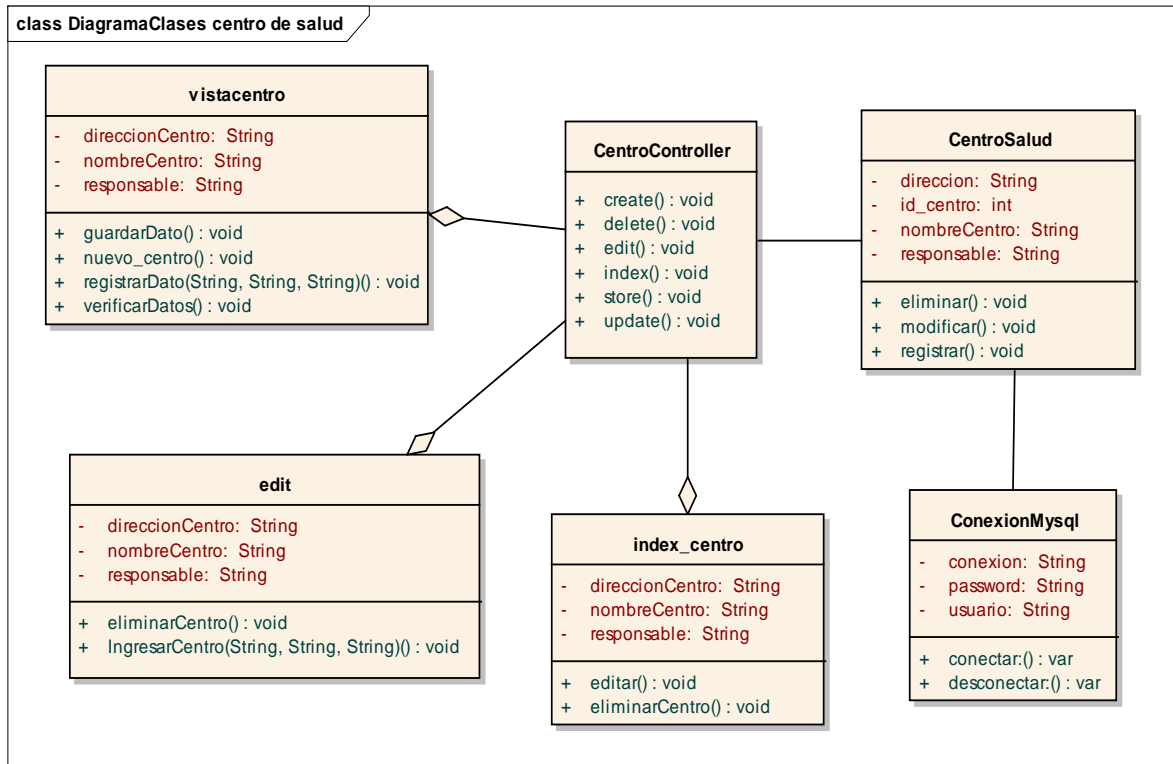 class DiagramaClases centro de salud
vistacentro
- direccionCentro: String
- nombreCentro: String
- responsable: String
+ guardarDato() : void
+ nuevo_centro() : void
+ registrarDato(String, String, String)() : void
+ verificarDatos() : void
CentroController
+ create() : void
+ delete() : void
+ edit() : void
+ index() : void
+ store() : void
+ update() : void
CentroSalud
- direccion: String
- id_centro: int
- nombreCentro: String
- responsable: String
+ eliminar() : void
+ modificar() : void
+ registrar() : void
edit
- direccionCentro: String
- nombreCentro: String
- responsable: String
+ eliminarCentro() : void
+ IngresarCentro(String, String, String)() : void
index_centro
- direccionCentro: String
- nombreCentro: String
- responsable: String
+ editar() : void
+ eliminarCentro() : void
ConexionMysql
- conexion: String
- password: String
- usuario: String
+ conectar:() : var
+ desconectar:() : var